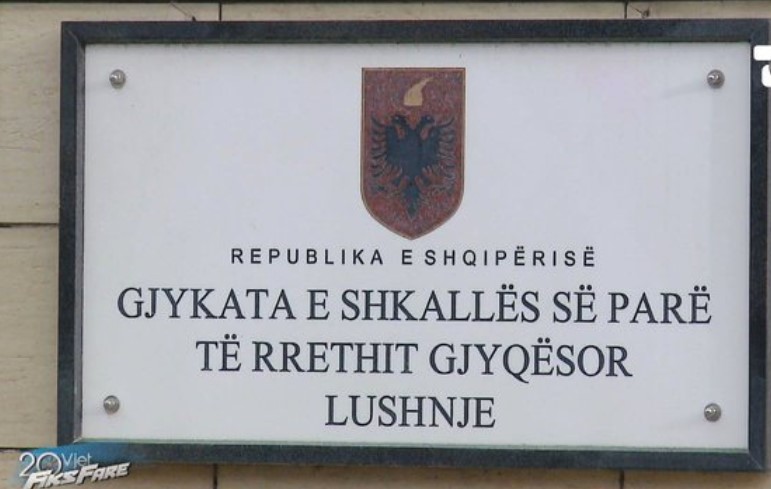 REPUBLIKA E SHQIPËRISË
GJYKATA E SHKALLËS SË PARË
TË RRETHIT GJYQËSOR
LUSHNJE
20 Vjet
FIKS FARE